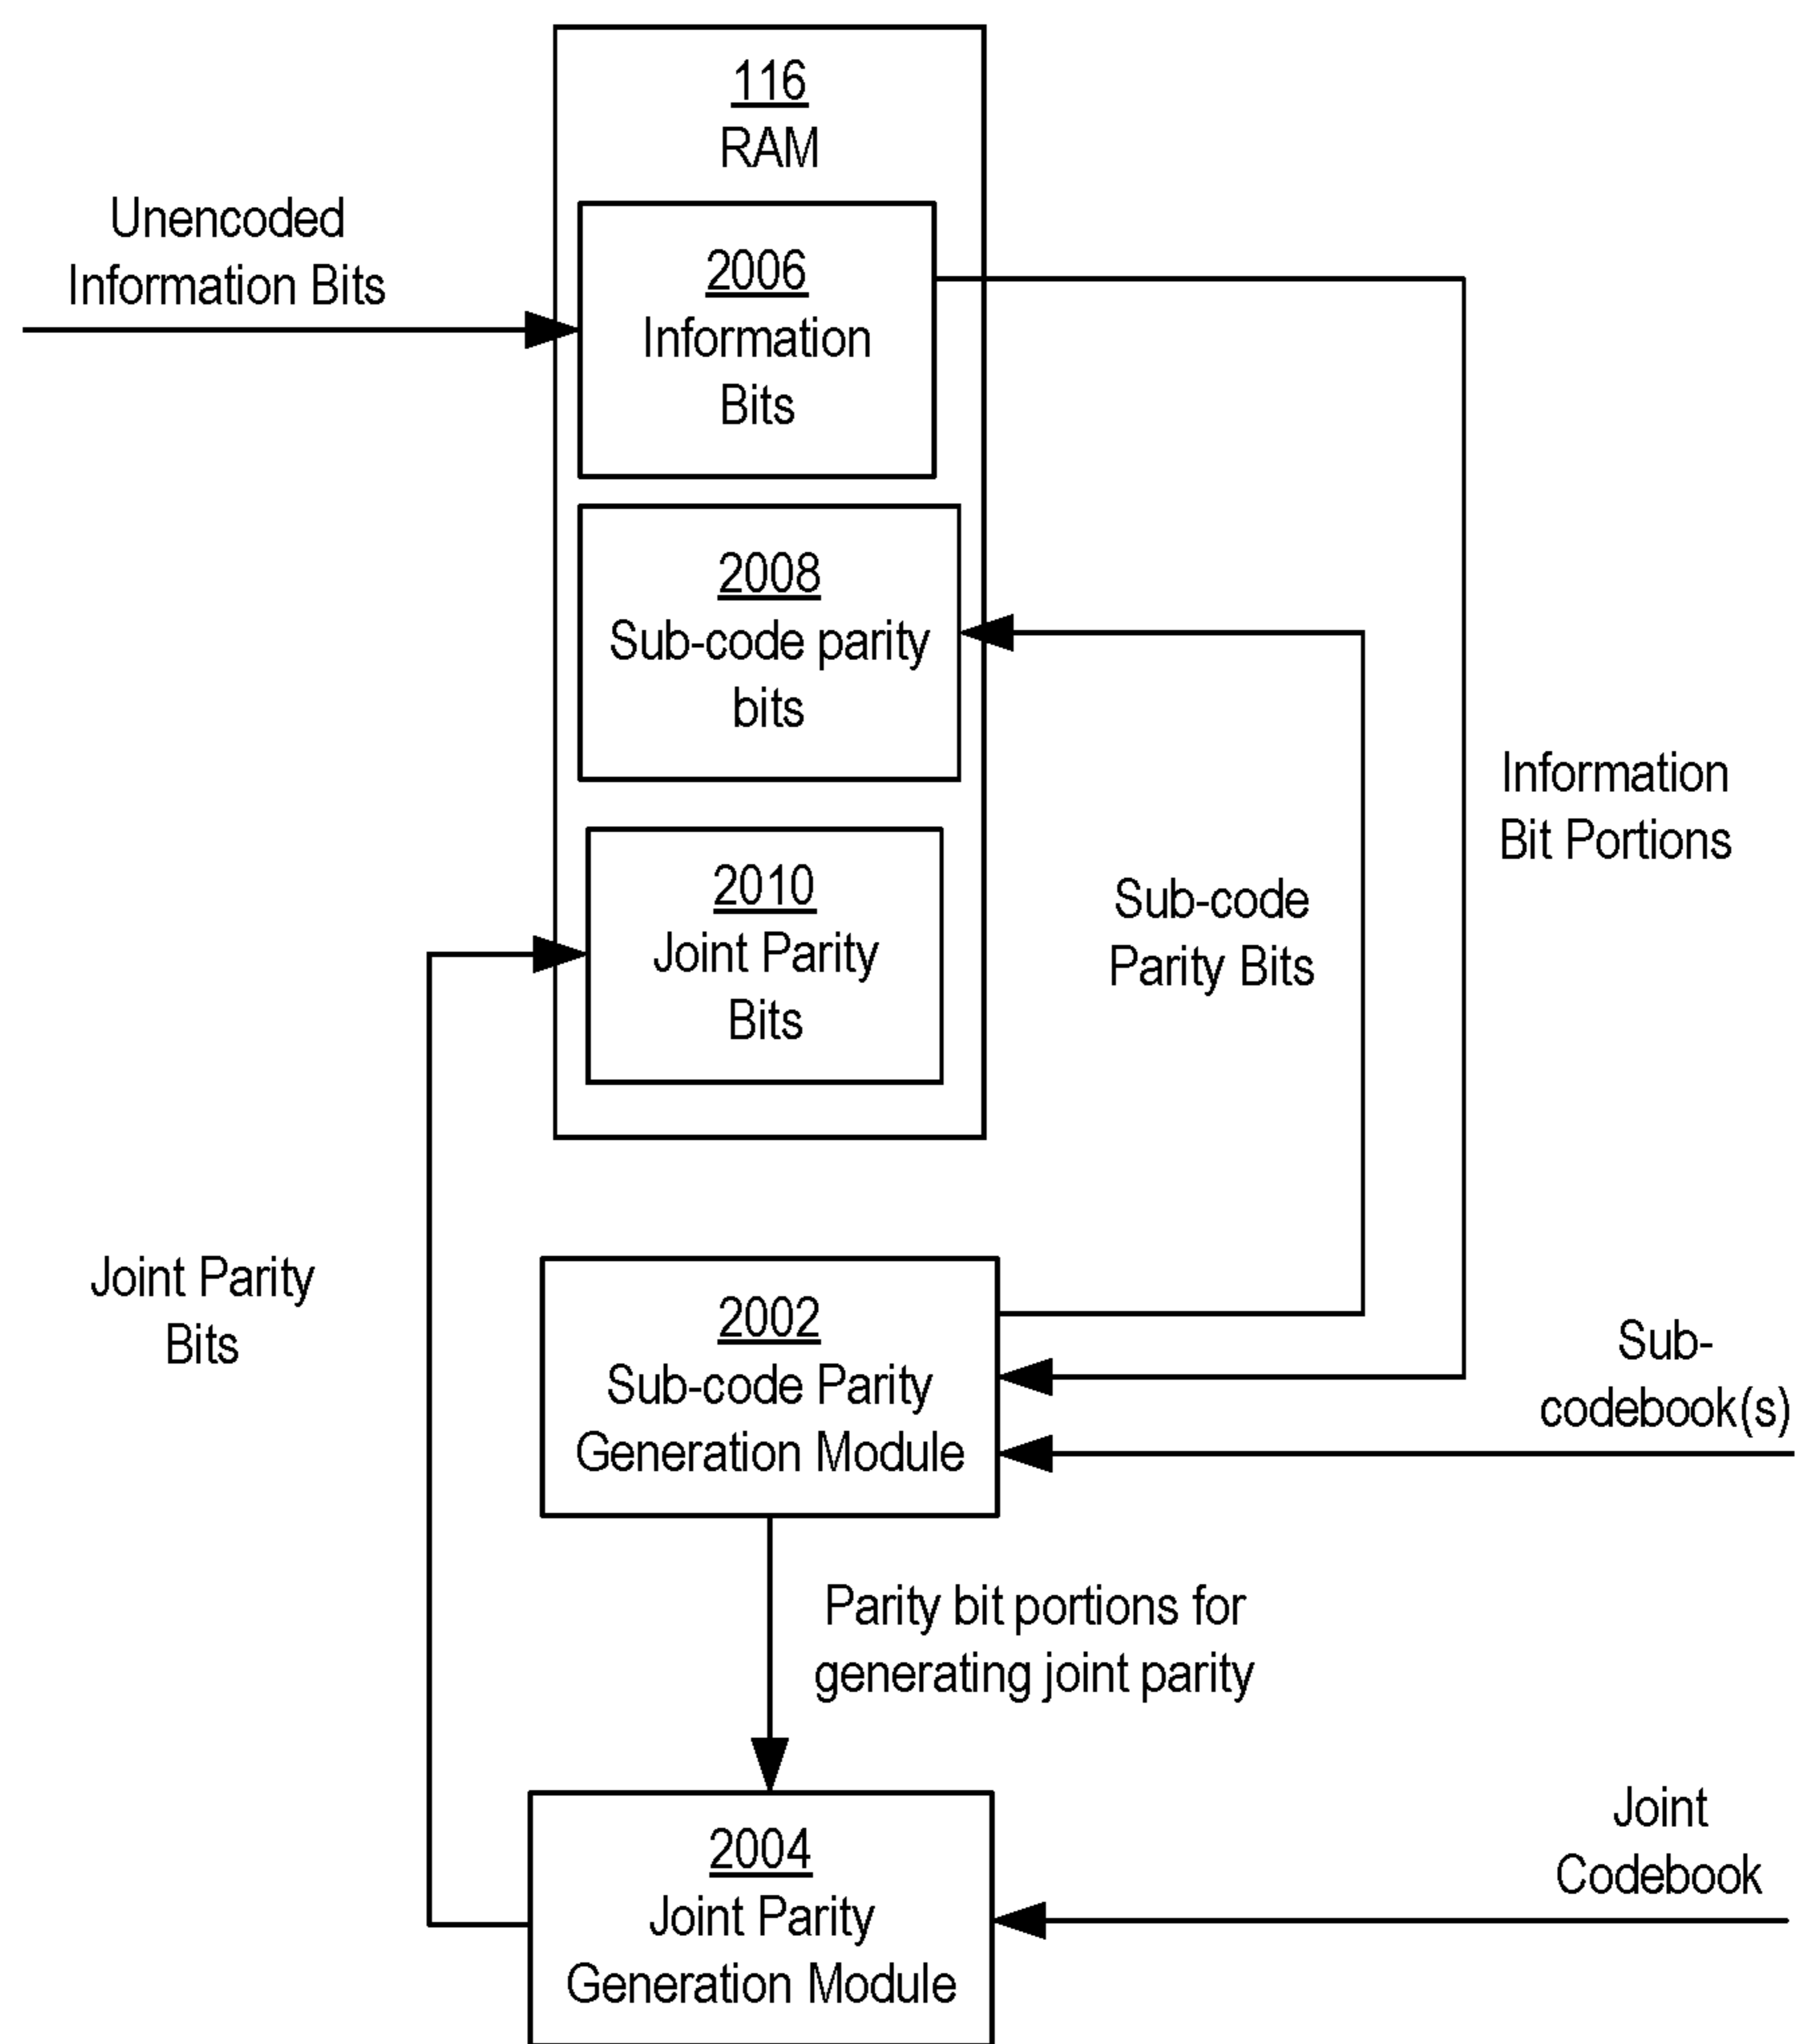 116
RAM
Unencoded
Information Bits
2006
Information
Bits
2008
Sub-code parity
bits
Information
Bit Portions
2010
Joint Parity
Bits
Sub-code
Parity Bits
Joint Parity
Bits
2002
Sub-code Parity
Generation Module
Sub-
codebook(s)
Parity bit portions for
generating joint parity
2004
Joint Parity
Generation Module
Joint
Codebook